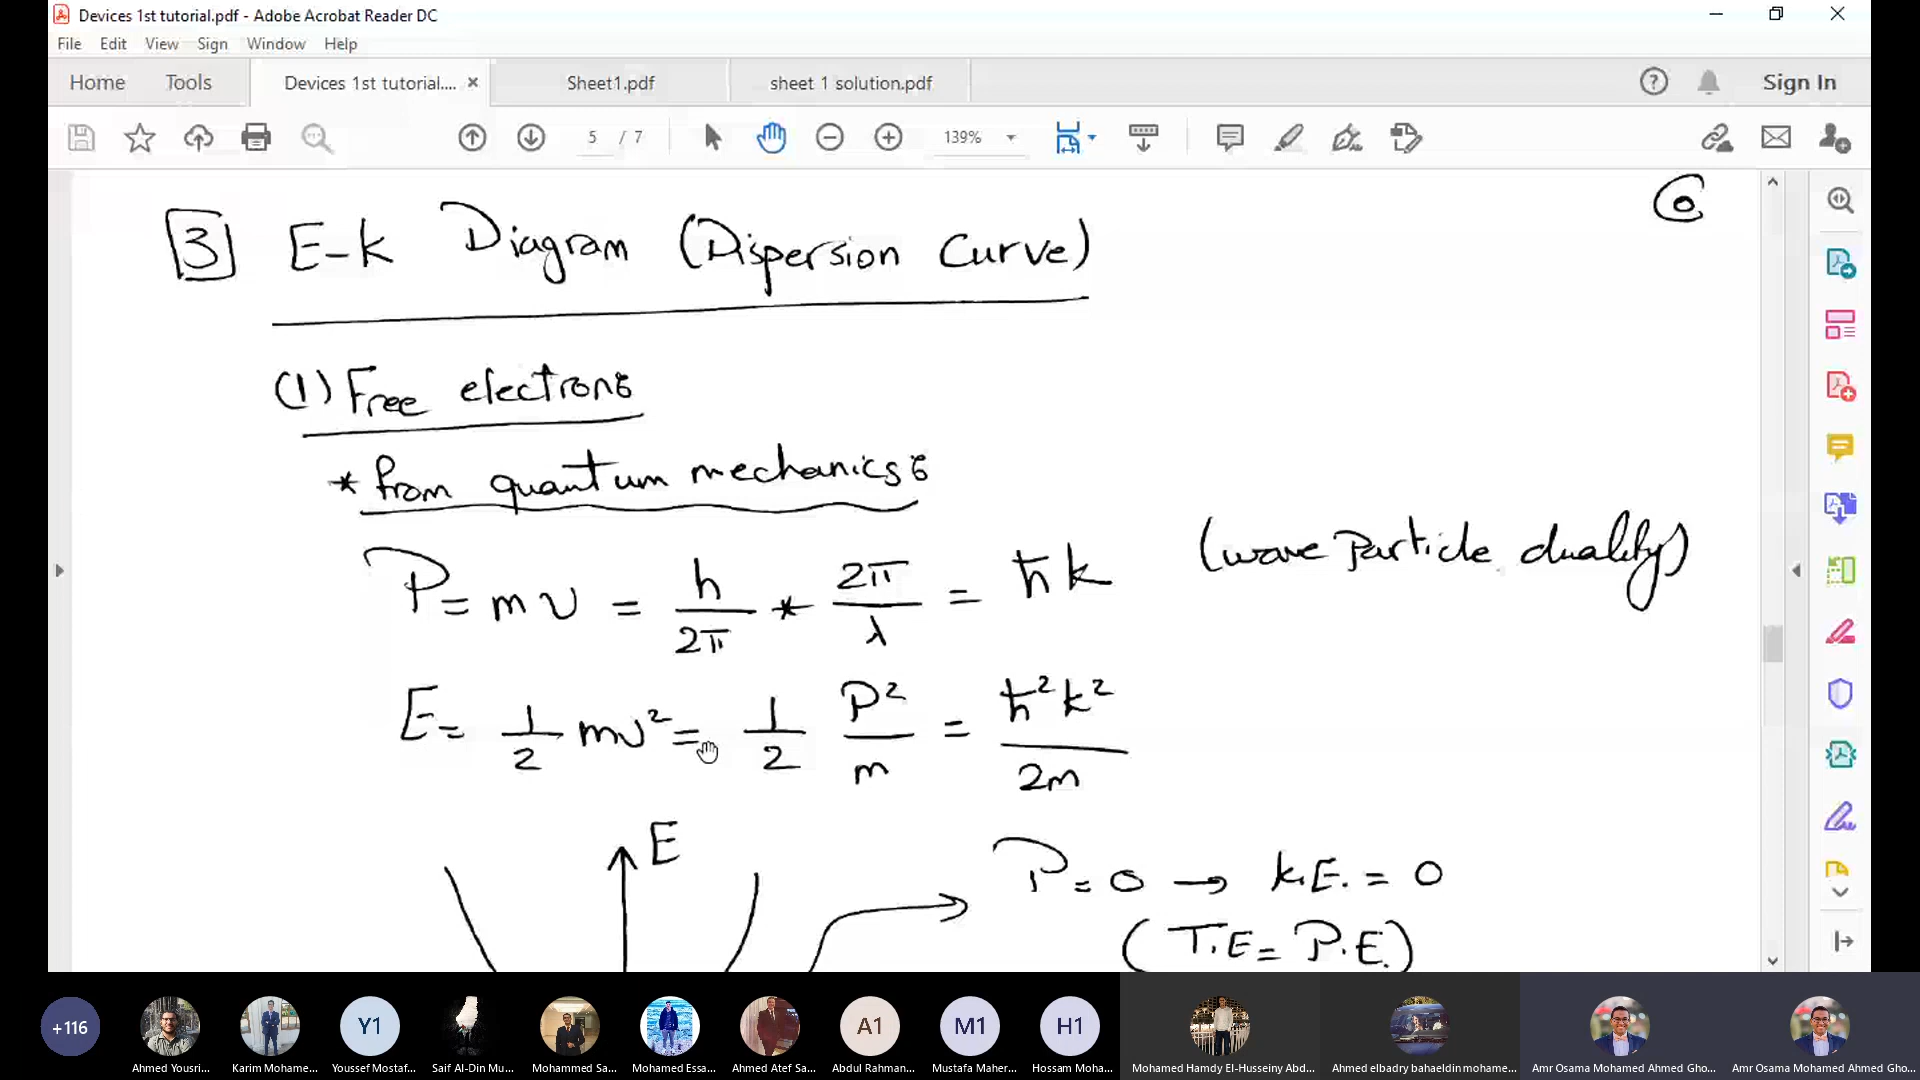 Devices 1st tutorial.pdf - Adobe Acrobat Reader DC
File Edit View Sign Window Help
Home Tools Devices 1st tutorial.... × Sheet1.pdf sheet 1 solution.pdf Sign In
5 / 7 139%
6
3 E-k Diagram (Dispersion Curve)
(1) Free electrons:
* from quantum mechanics:
P = mv = h/2π * 2π/λ = ħk (wave Particle duality)
E = 1/2 mv² = 1/2 P²/m = ħ²k²/2m
E
P = 0 → K.E. = 0
(T.E = P.E.)
+116 Y1 A1 M1 H1
Ahmed Yousri... Karim Mohame... Youssef Mostaf... Saif Al-Din Mu... Mohammed Sa... Mohamed Essa... Ahmed Atef Sa... Abdul Rahman... Mustafa Maher... Hossam Moha... Mohamed Hamdy El-Husseiny Abd... Ahmed elbadry bahaeldin mohame... Amr Osama Mohamed Ahmed Gho... Amr Osama Mohamed Ahmed Gho...